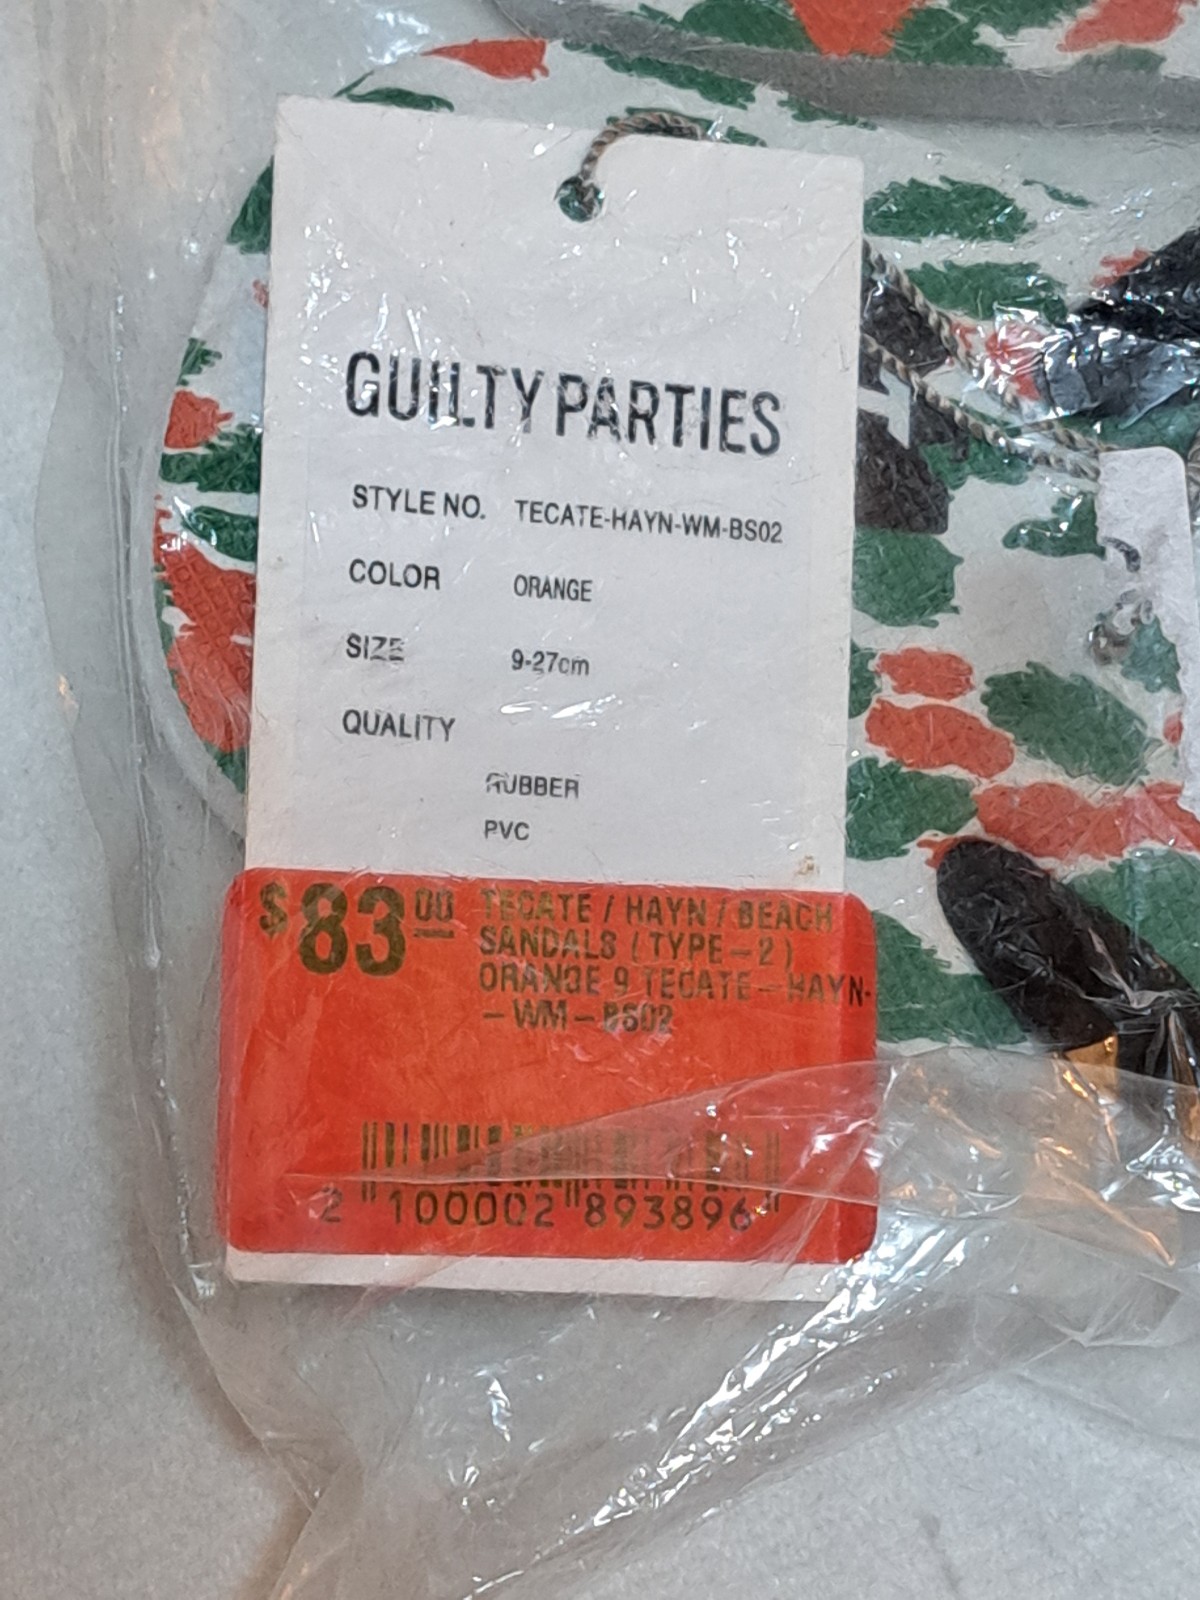 GUILTY PARTIES
STYLE NO. TECATE-HAYN-WM-BS02
COLOR ORANGE
SIZE 9-27cm
QUALITY
RUBBER
PVC
$83.00 TECATE / HAYN / BEACH
SANDALS (TYPE-2)
ORANGE 9 TECATE-HAYN-
-WM-BS02
2 100002 893896